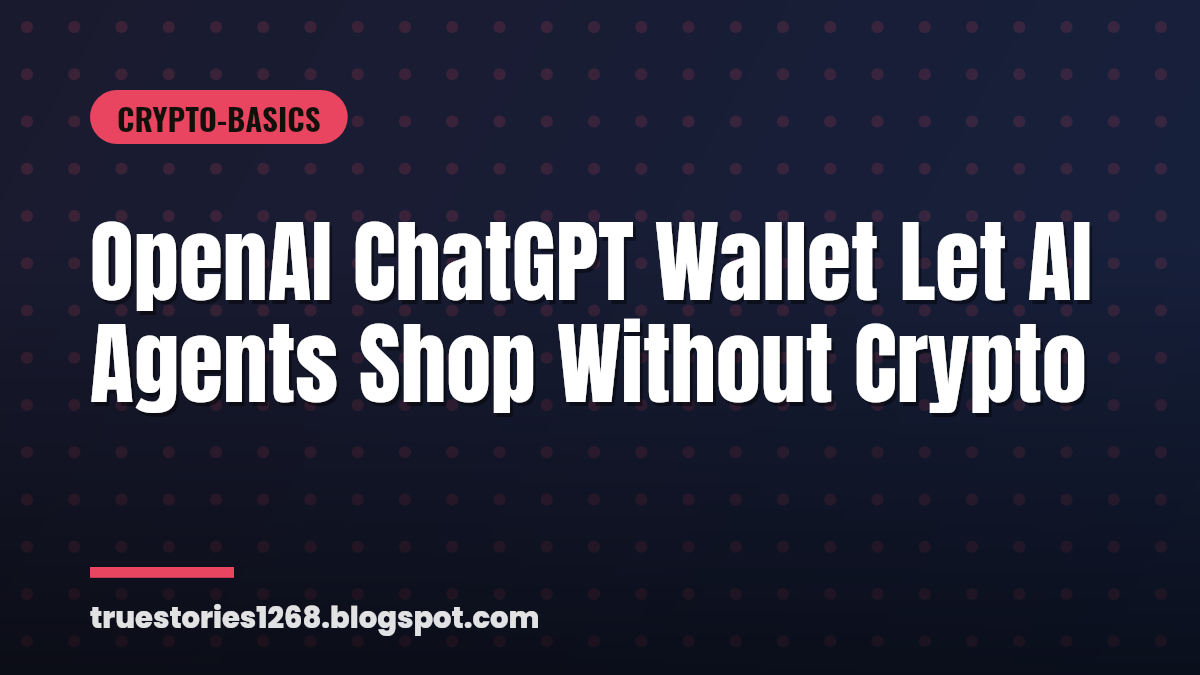 CRYPTO-BASICS
OpenAI ChatGPT Wallet Let AI
Agents Shop Without Crypto
truestories1268.blogspot.com